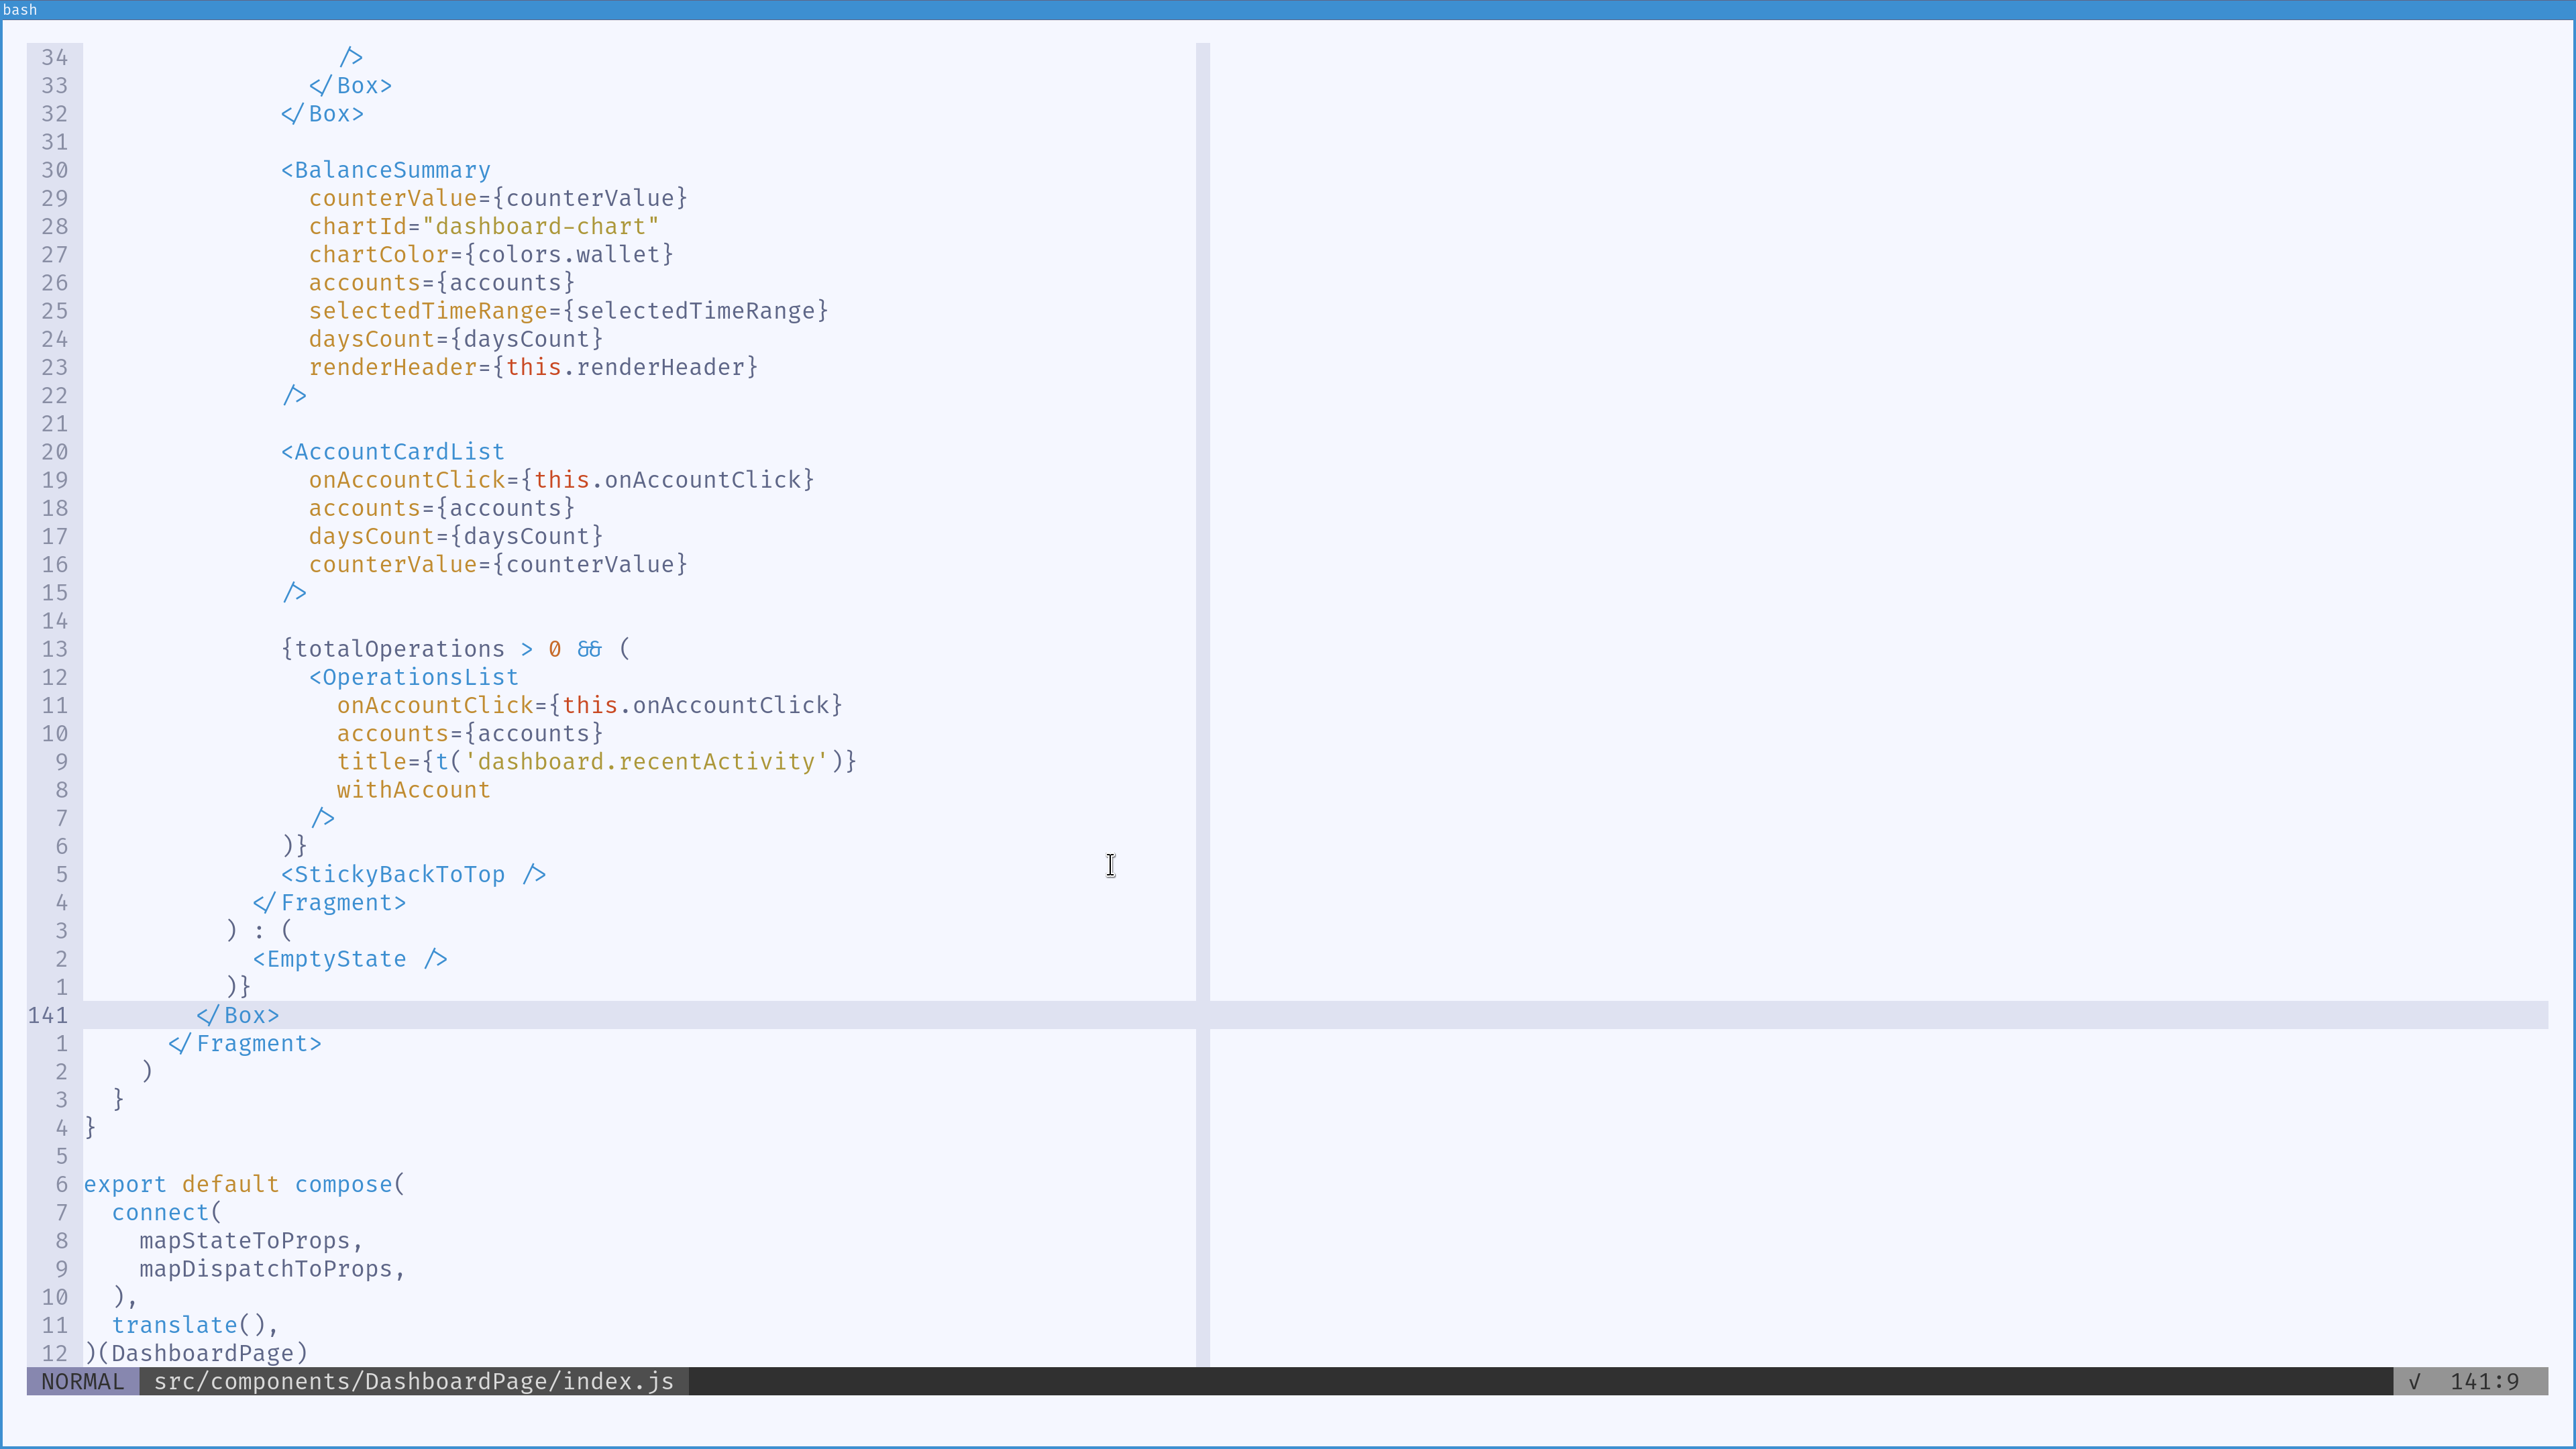 bash
34                   />
33                 </Box>
32               </Box>
31
30               <BalanceSummary
29                 counterValue={counterValue}
28                 chartId="dashboard-chart"
27                 chartColor={colors.wallet}
26                 accounts={accounts}
25                 selectedTimeRange={selectedTimeRange}
24                 daysCount={daysCount}
23                 renderHeader={this.renderHeader}
22               />
21
20               <AccountCardList
19                 onAccountClick={this.onAccountClick}
18                 accounts={accounts}
17                 daysCount={daysCount}
16                 counterValue={counterValue}
15               />
14
13               {totalOperations > 0 && (
12                 <OperationsList
11                   onAccountClick={this.onAccountClick}
10                   accounts={accounts}
9                   title={t('dashboard.recentActivity')}
8                   withAccount
7                 />
6               )}
5               <StickyBackToTop />
4             </Fragment>
3           ) : (
2             <EmptyState />
1           )}
141         </Box>
1       </Fragment>
2     )
3   }
4 }
5
6 export default compose(
7   connect(
8     mapStateToProps,
9     mapDispatchToProps,
10   ),
11   translate(),
12 )(DashboardPage)
NORMAL src/components/DashboardPage/index.js √ 141:9